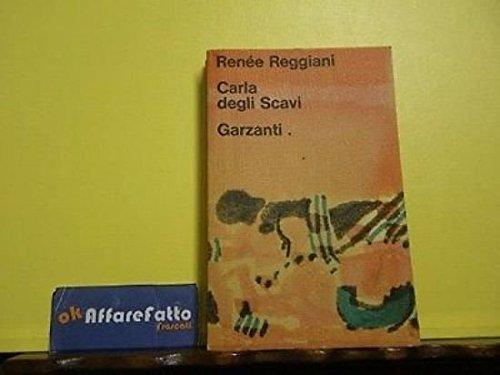 Renée Reggiani
Carla
degli Scavi
Garzanti .
ok AffareFatto
Frascati